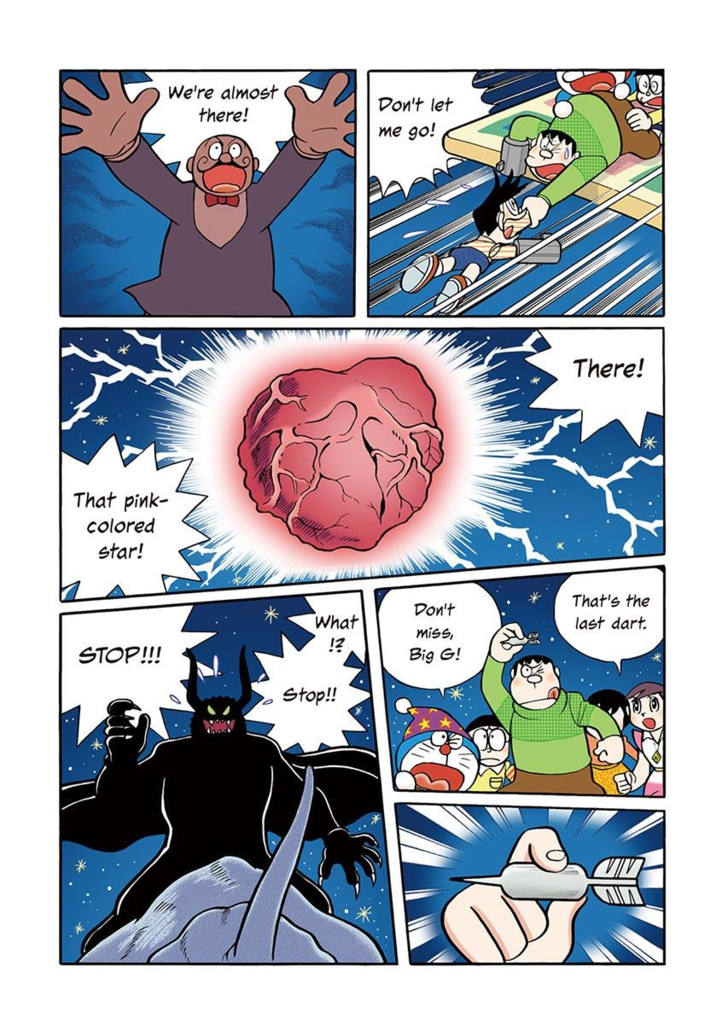 We're almost
there!
Don't let
me go!
There!
That pink-
colored
star!
STOP!!!
What
!?
Stop!!
Don't
miss,
Big G!
That's the
last dart.